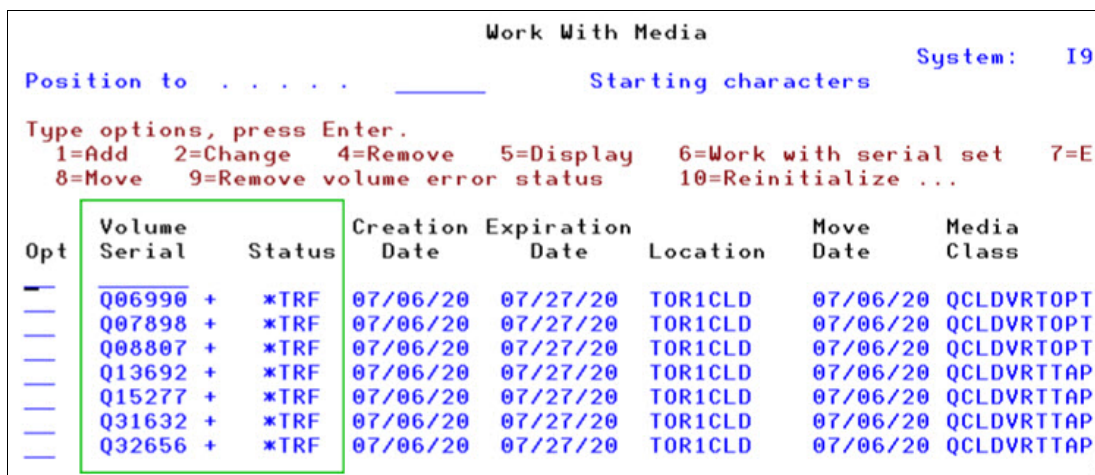 Work With Media
System: I9
Position to . . . . . ______ Starting characters
Type options, press Enter.
1=Add 2=Change 4=Remove 5=Display 6=Work with serial set 7=E
8=Move 9=Remove volume error status 10=Reinitialize ...
Volume Creation Expiration Move Media
Opt Serial Status Date Date Location Date Class
Q06990 + *TRF 07/06/20 07/27/20 TOR1CLD 07/06/20 QCLDVRTOPT
Q07898 + *TRF 07/06/20 07/27/20 TOR1CLD 07/06/20 QCLDVRTOPT
Q08807 + *TRF 07/06/20 07/27/20 TOR1CLD 07/06/20 QCLDVRTOPT
Q13692 + *TRF 07/06/20 07/27/20 TOR1CLD 07/06/20 QCLDVRTTAP
Q15277 + *TRF 07/06/20 07/27/20 TOR1CLD 07/06/20 QCLDVRTTAP
Q31632 + *TRF 07/06/20 07/27/20 TOR1CLD 07/06/20 QCLDVRTTAP
Q32656 + *TRF 07/06/20 07/27/20 TOR1CLD 07/06/20 QCLDVRTTAP